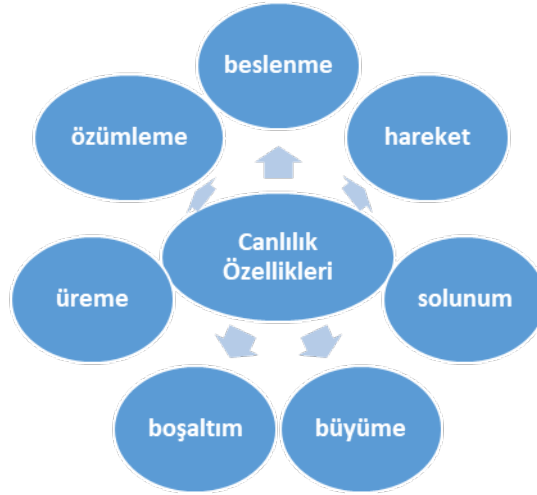 beslenme
özümleme
hareket
Canlılık
Özellikleri
üreme
solunum
boşaltım
büyüme